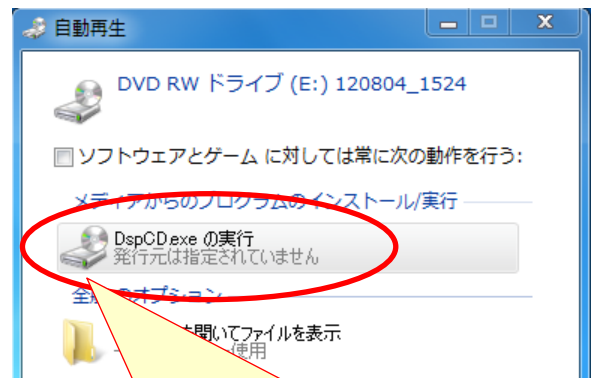 自動再生
DVD RW ドライブ (E:) 120804_1524
ソフトウェアとゲーム に対しては常に次の動作を行う:
メディアからのプログラムのインストール/実行
DspCD.exe の実行
発行元は指定されていません
全般のオプション
を開いてファイルを表示
使用